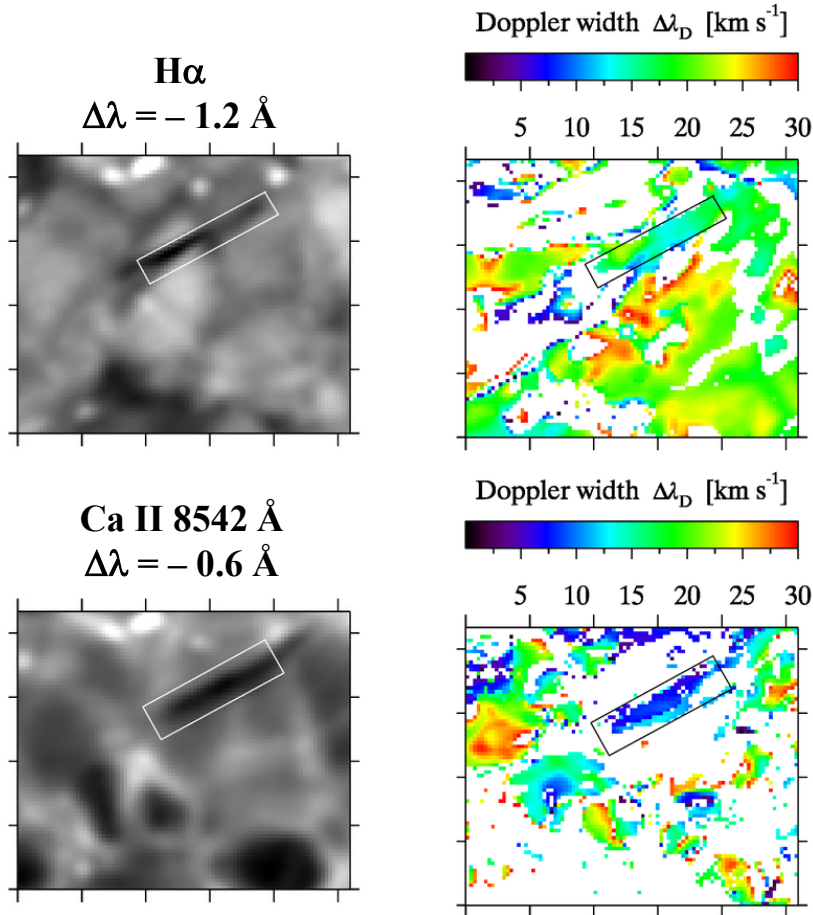 Doppler width Δλ_D [km s⁻¹]
Hα
Δλ = – 1.2 Å
5 10 15 20 25 30
Doppler width Δλ_D [km s⁻¹]
Ca II 8542 Å
Δλ = – 0.6 Å
5 10 15 20 25 30